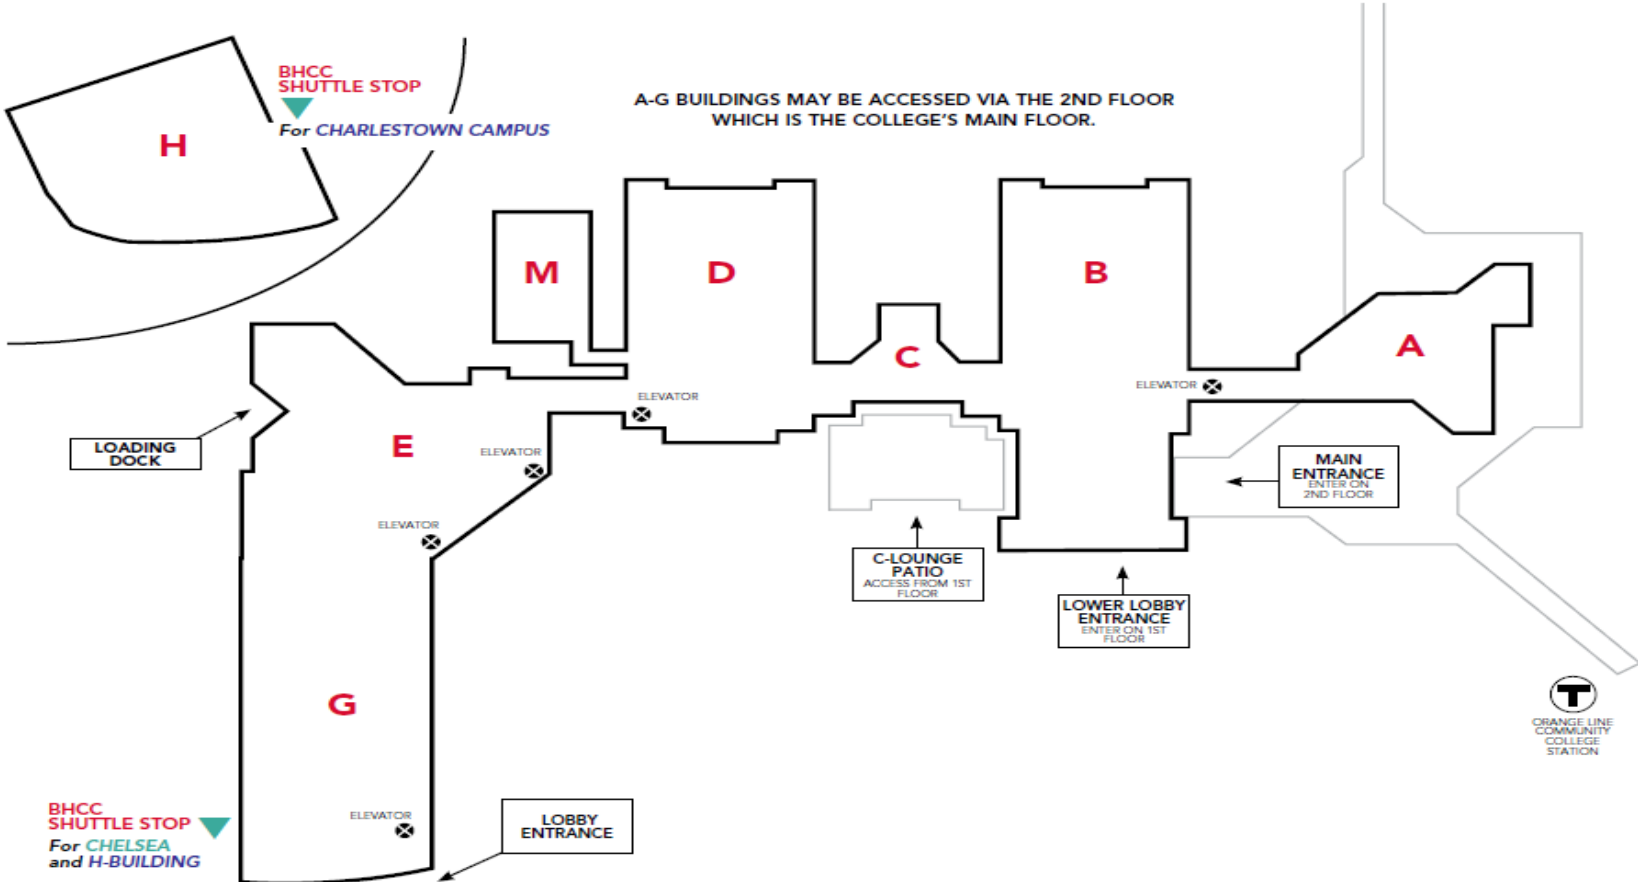 BHCC
SHUTTLE STOP
For CHARLESTOWN CAMPUS
A-G BUILDINGS MAY BE ACCESSED VIA THE 2ND FLOOR
WHICH IS THE COLLEGE'S MAIN FLOOR.
H
M
D
B
C
A
ELEVATOR
ELEVATOR
LOADING
DOCK
E
ELEVATOR
MAIN
ENTRANCE
ENTER ON
2ND FLOOR
ELEVATOR
C-LOUNGE
PATIO
ACCESS FROM 1ST
FLOOR
LOWER LOBBY
ENTRANCE
ENTER ON 1ST
FLOOR
G
T
ORANGE LINE
COMMUNITY
COLLEGE
STATION
BHCC
SHUTTLE STOP
For CHELSEA
and H-BUILDING
ELEVATOR
LOBBY
ENTRANCE